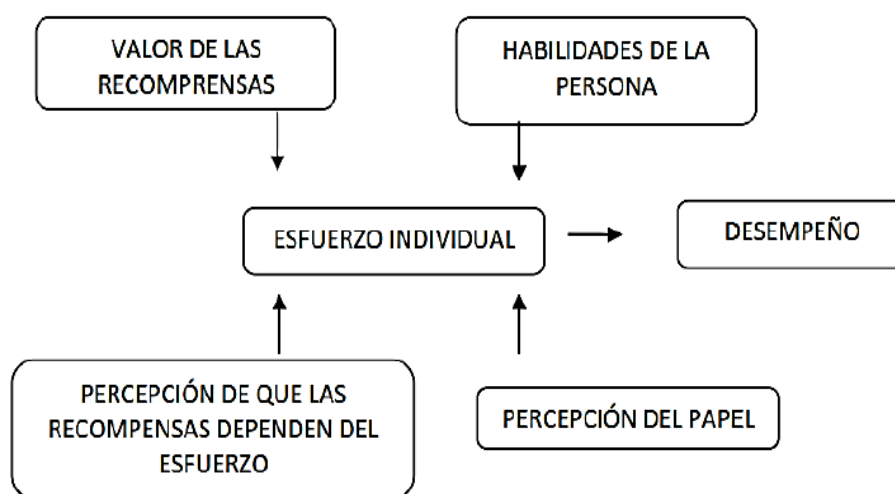 VALOR DE LAS
RECOMPRENSAS
HABILIDADES DE LA
PERSONA
ESFUERZO INDIVIDUAL
DESEMPEÑO
PERCEPCIÓN DE QUE LAS
RECOMPENSAS DEPENDEN DEL
ESFUERZO
PERCEPCIÓN DEL PAPEL